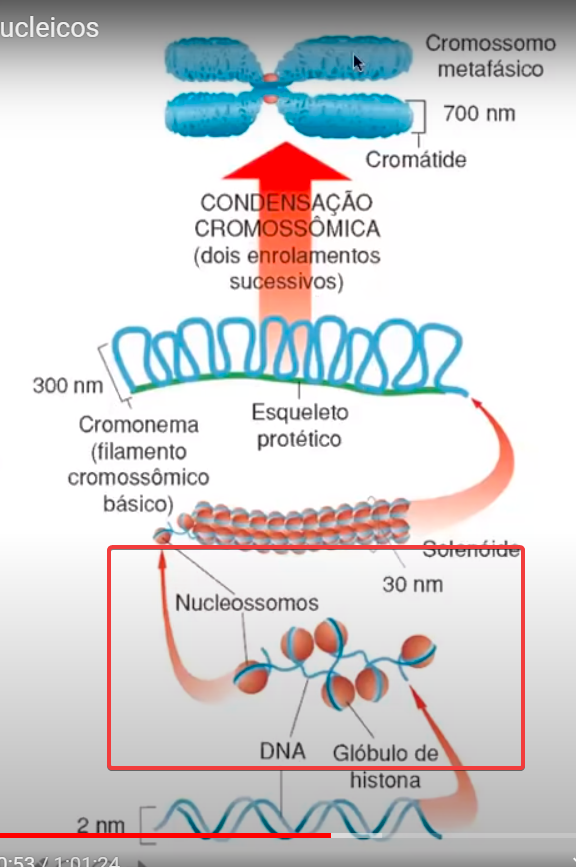 ucleicos
Cromossomo
metafásico
700 nm
Cromátide
CONDENSAÇÃO
CROMOSSÔMICA
(dois enrolamentos
sucessivos)
300 nm
Cromonema
(filamento
cromossômico
básico)
Esqueleto
protético
Solenóide
30 nm
Nucleossomos
DNA
Glóbulo de
histona
2 nm
0:53 / 1:01:24